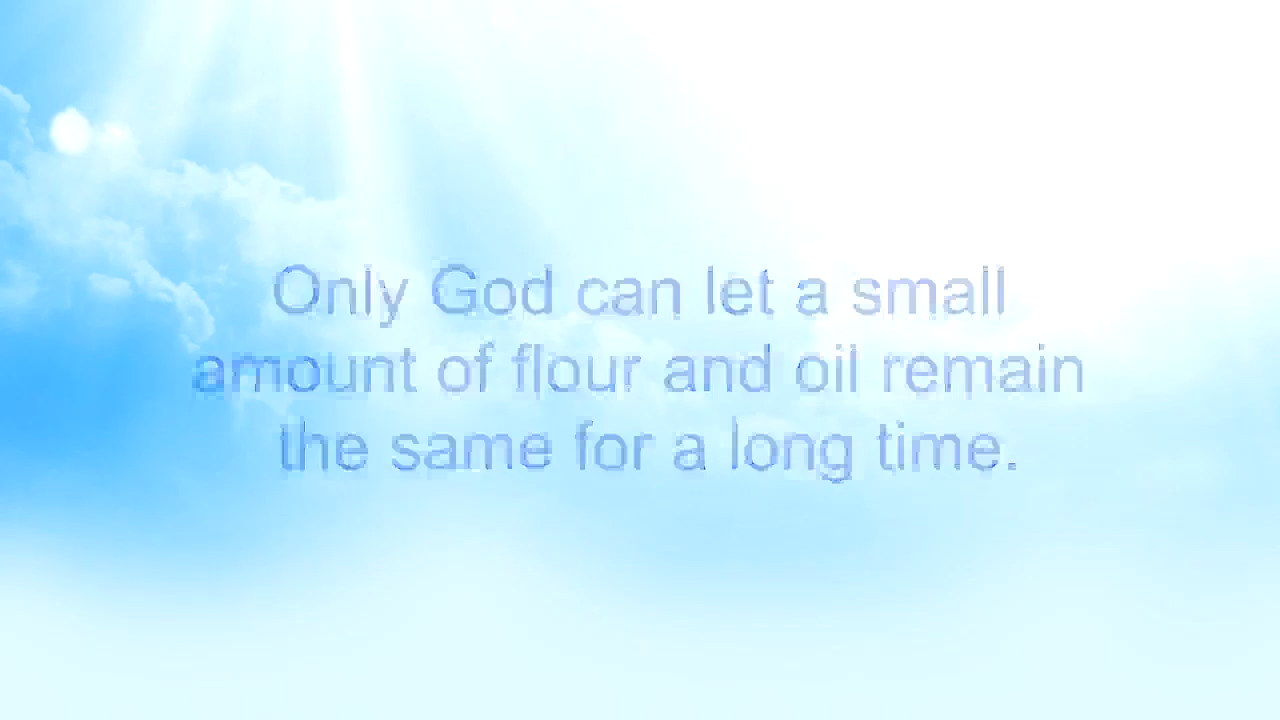 Only God can let a small
amount of flour and oil remain
the same for a long time.